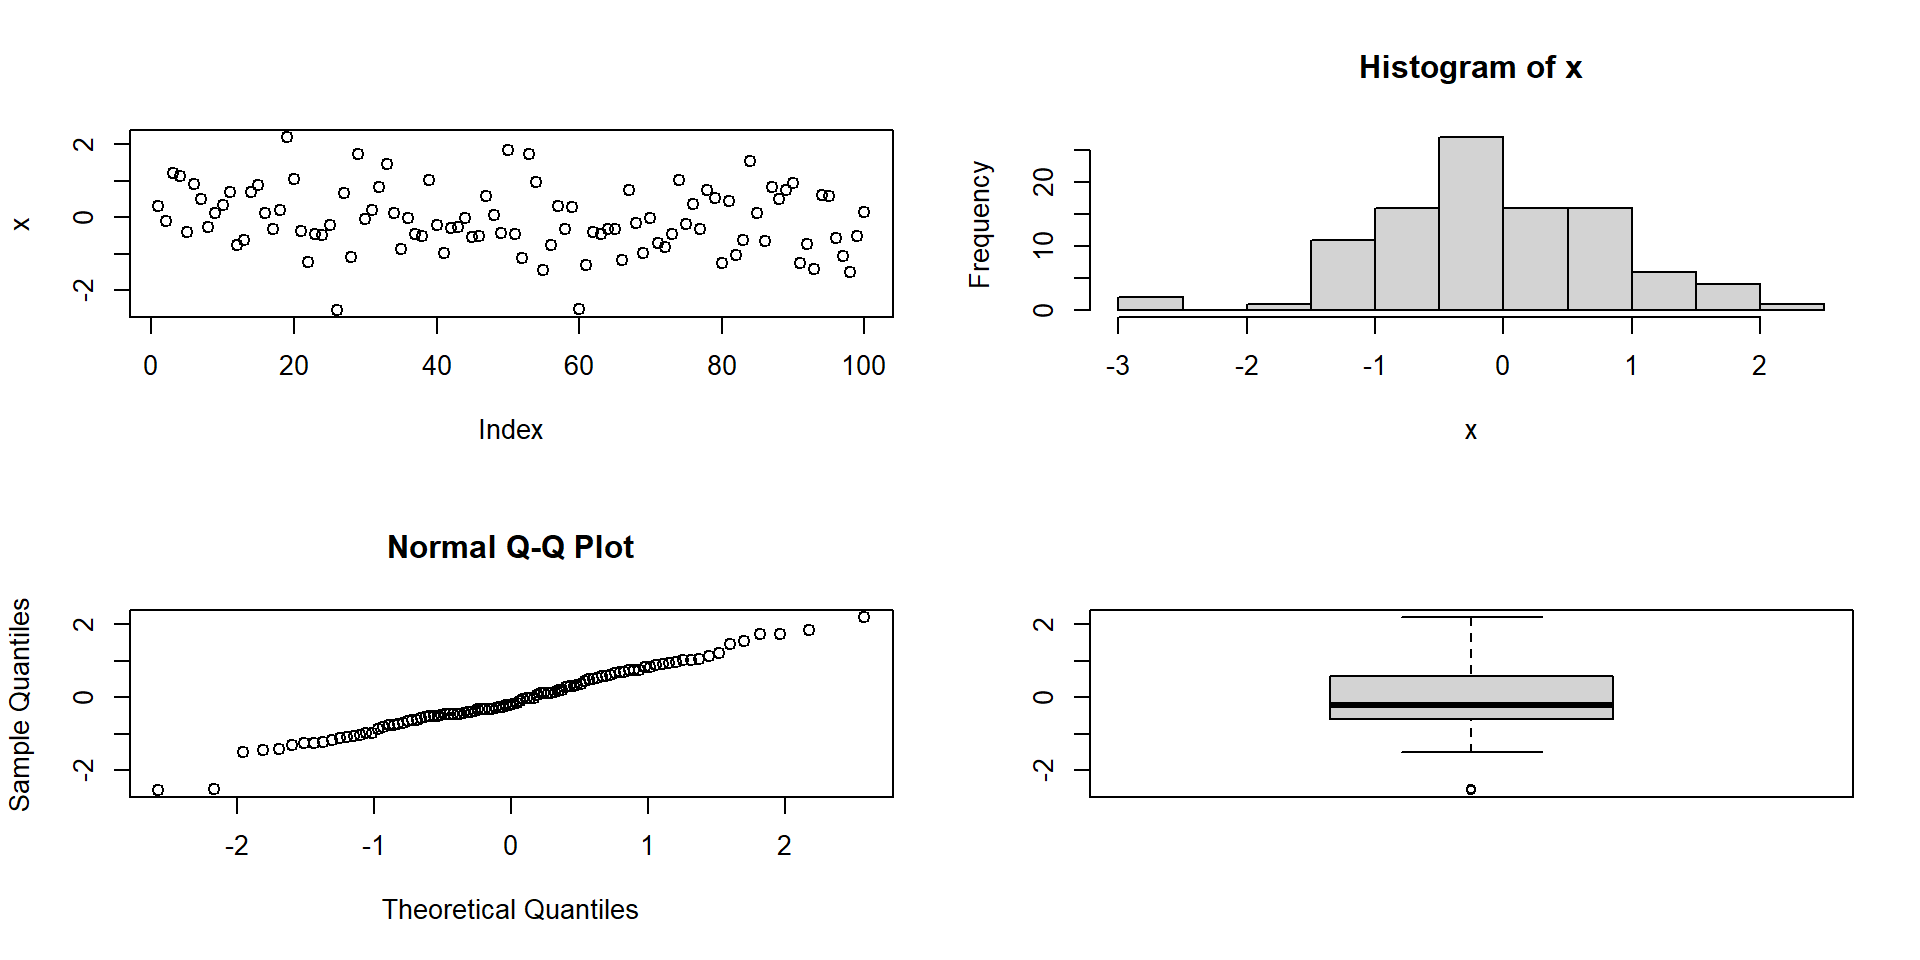 x
2
0
-2
0 20 40 60 80 100
Index
Histogram of x
Frequency
20
10
0
-3 -2 -1 0 1 2
x
Normal Q-Q Plot
Sample Quantiles
2
0
-2
-2 -1 0 1 2
Theoretical Quantiles
2
0
-2